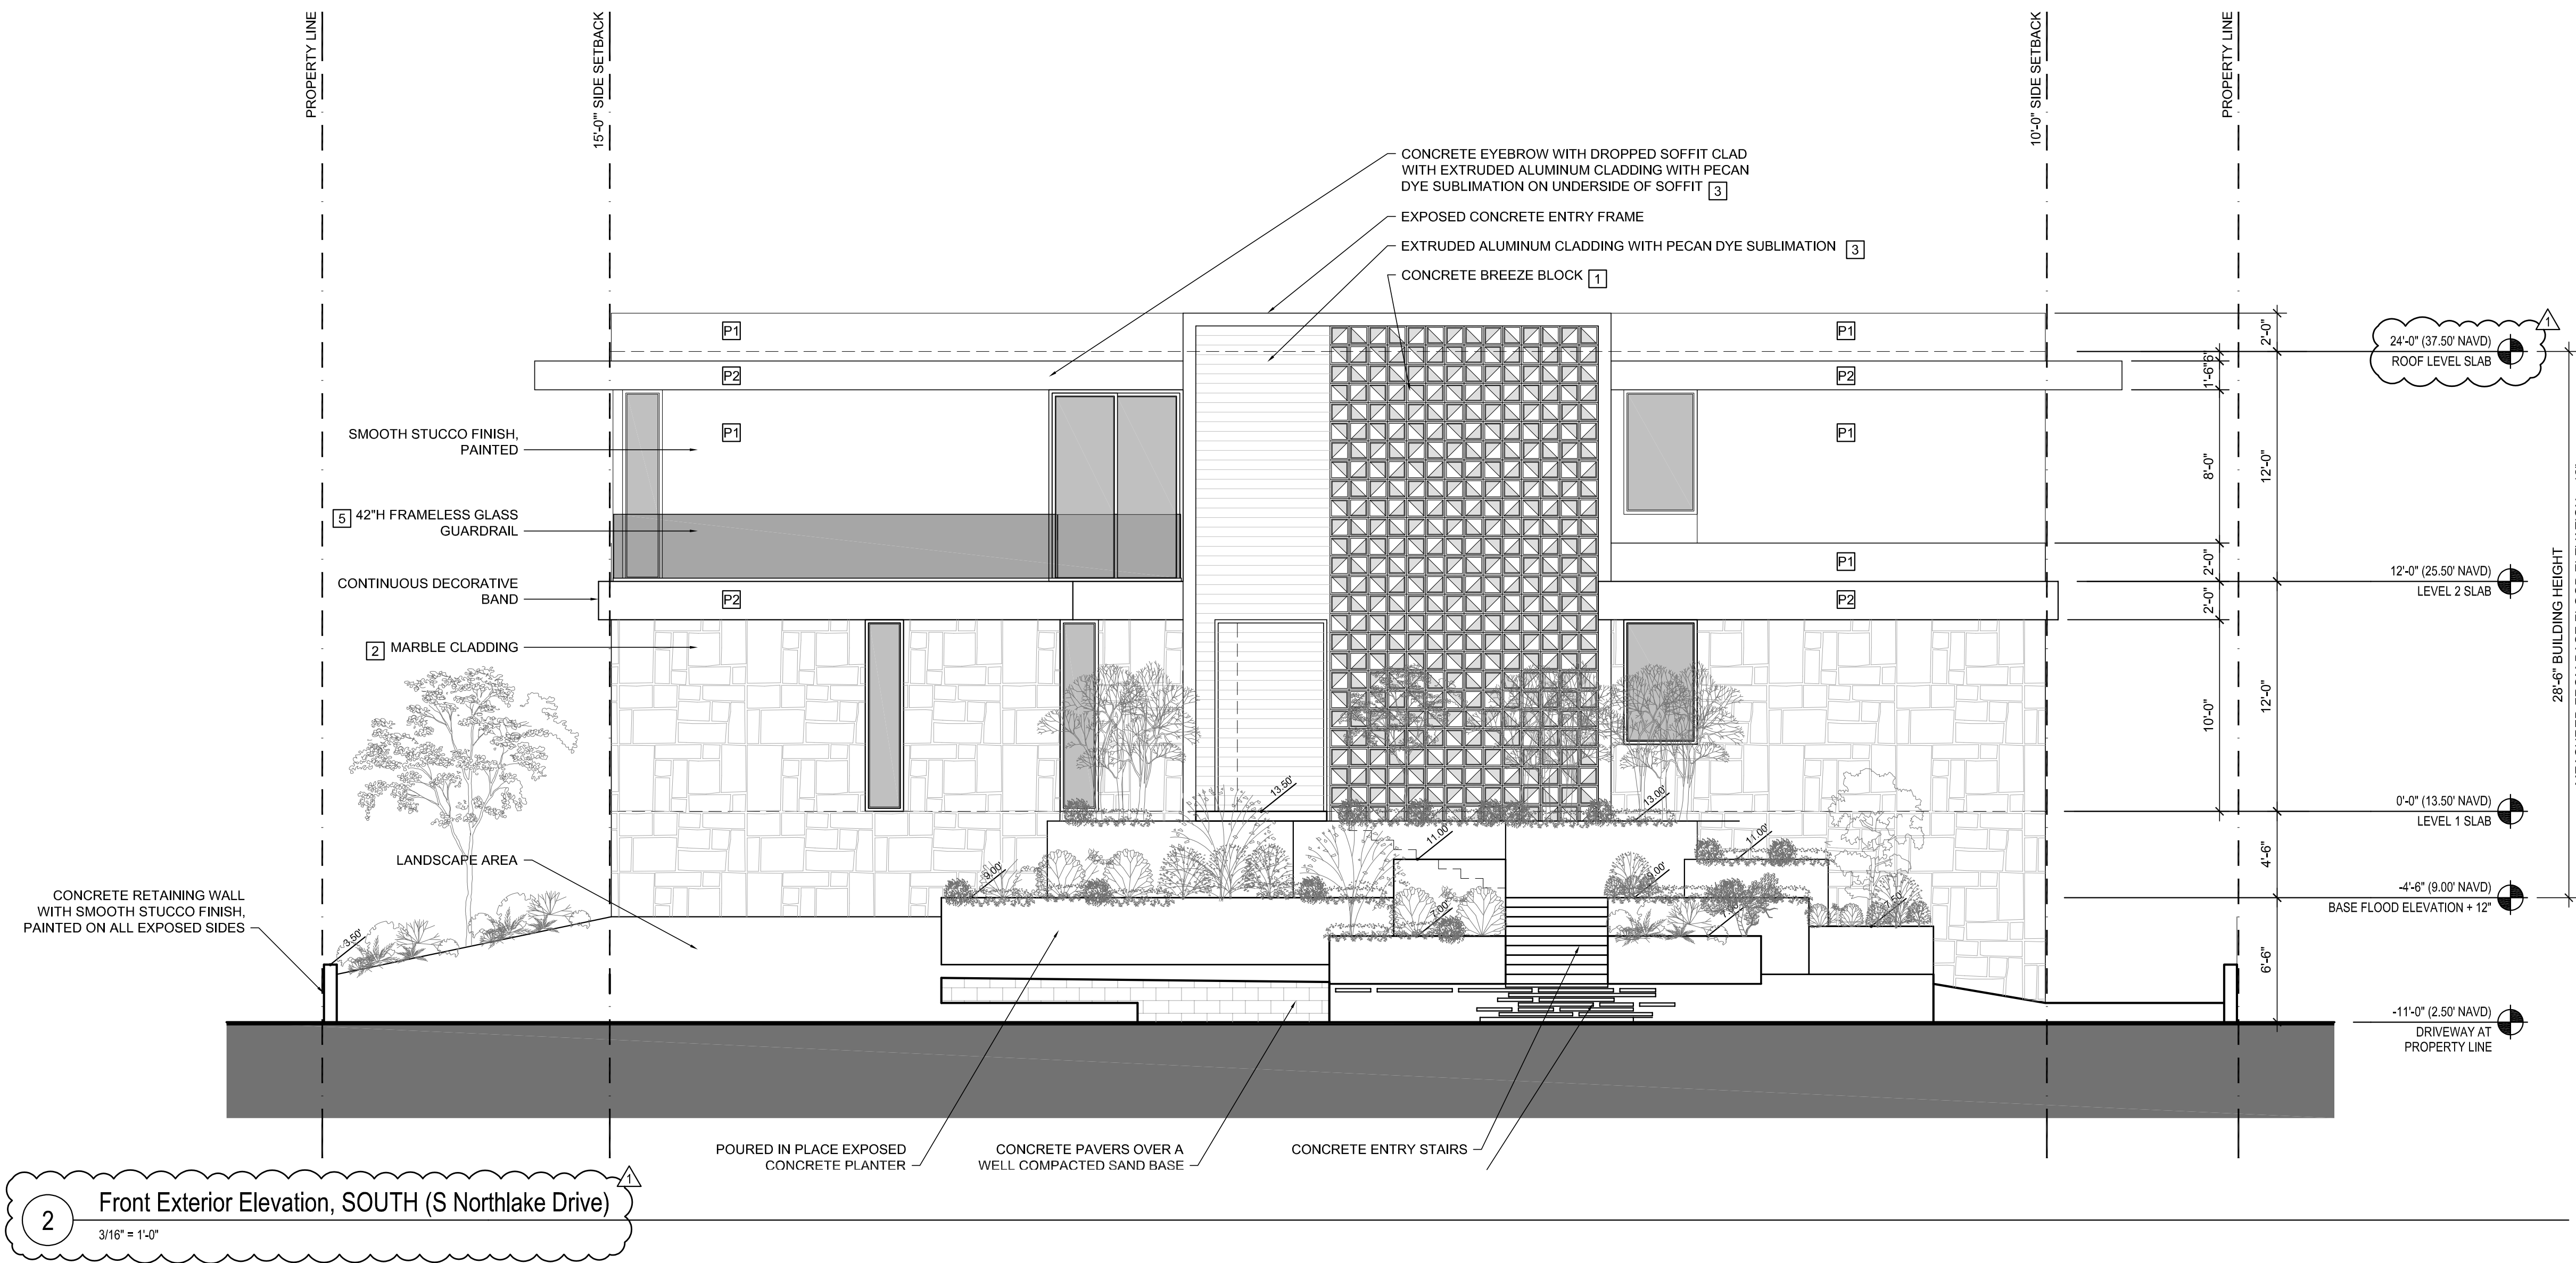 PROPERTY LINE
15'-0"' SIDE SETBACK
10'-0" SIDE SETBACK
PROPERTY LINE
CONCRETE EYEBROW WITH DROPPED SOFFIT CLAD
WITH EXTRUDED ALUMINUM CLADDING WITH PECAN
DYE SUBLIMATION ON UNDERSIDE OF SOFFIT 3
EXPOSED CONCRETE ENTRY FRAME
EXTRUDED ALUMINUM CLADDING WITH PECAN DYE SUBLIMATION 3
CONCRETE BREEZE BLOCK 1
P1
P1
P2
P2
P1
P1
P1
P2
P2
SMOOTH STUCCO FINISH,
PAINTED
5 42"H FRAMELESS GLASS
GUARDRAIL
CONTINUOUS DECORATIVE
BAND
2 MARBLE CLADDING
LANDSCAPE AREA
CONCRETE RETAINING WALL
WITH SMOOTH STUCCO FINISH,
PAINTED ON ALL EXPOSED SIDES
3.50'
9.00'
13.50'
13.00'
11.00'
11.00'
9.00'
7.00'
7.50'
2'-0"
1'-6"
6"
8'-0"
12'-0"
2'-0"
2'-0"
10'-0"
12'-0"
4'-6"
6'-6"
28'-6" BUILDING HEIGHT
1
24'-0" (37.50' NAVD)
ROOF LEVEL SLAB
12'-0" (25.50' NAVD)
LEVEL 2 SLAB
0'-0" (13.50' NAVD)
LEVEL 1 SLAB
-4'-6" (9.00' NAVD)
BASE FLOOD ELEVATION + 12"
-11'-0" (2.50' NAVD)
DRIVEWAY AT
PROPERTY LINE
POURED IN PLACE EXPOSED
CONCRETE PLANTER
CONCRETE PAVERS OVER A
WELL COMPACTED SAND BASE
CONCRETE ENTRY STAIRS
1
2
Front Exterior Elevation, SOUTH (S Northlake Drive)
3/16" = 1'-0"